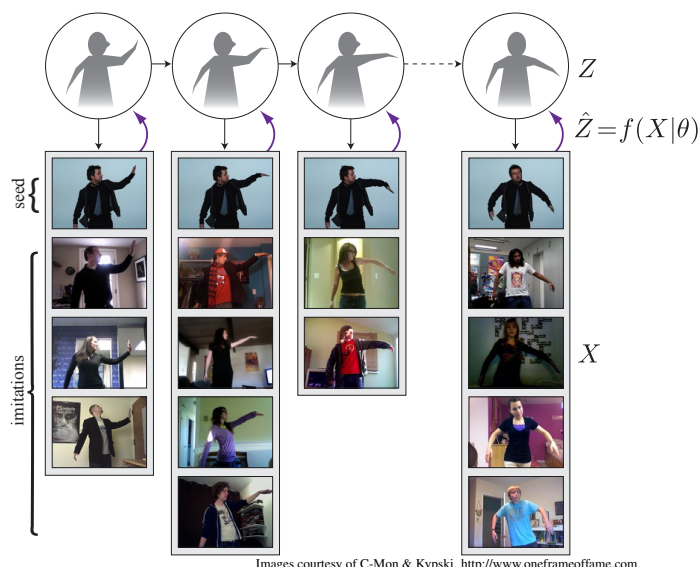 Z
Ẑ=f(X|θ)
seed
imitations
X
Images courtesy of C-Mon & Kypski, http://www.oneframeoffame.com